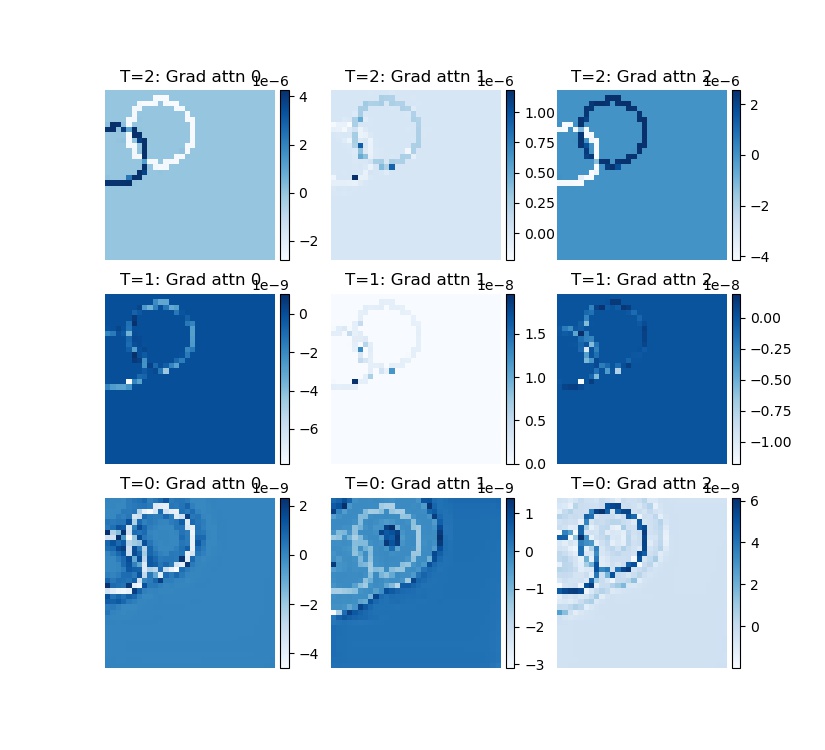 T=2: Grad attn 0
1e−6
4
2
0
−2
T=2: Grad attn 1
1e−6
1.00
0.75
0.50
0.25
0.00
T=2: Grad attn 2
1e−6
2
0
−2
−4
T=1: Grad attn 0
1e−9
0
−2
−4
−6
T=1: Grad attn 1
1e−8
1.5
1.0
0.5
0.0
T=1: Grad attn 2
1e−8
0.00
−0.25
−0.50
−0.75
−1.00
T=0: Grad attn 0
1e−9
2
0
−2
−4
T=0: Grad attn 1
1e−9
1
0
−1
−2
−3
T=0: Grad attn 2
1e−9
6
4
2
0